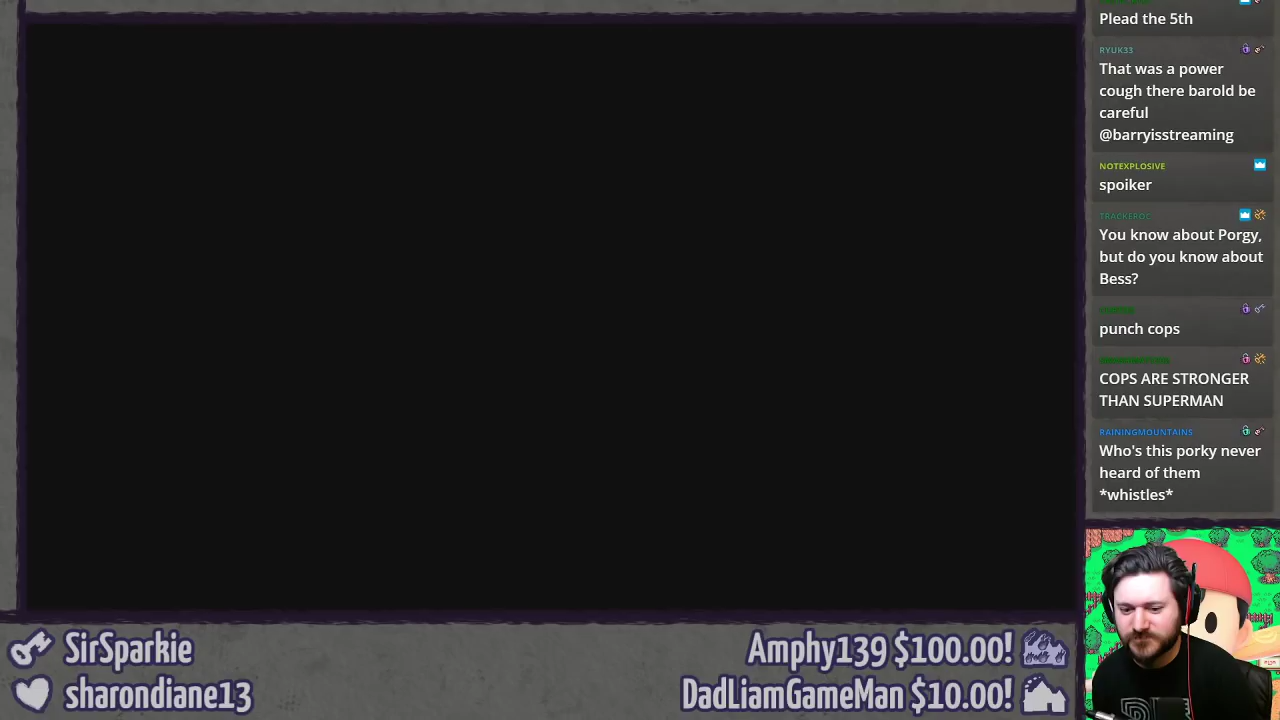 Plead the 5th
RYUK33
That was a power
cough there barold be
careful
@barryisstreaming
NOTEXPLOSIVE
spoiker
TRACKEROC
You know about Porgy,
but do you know about
Bess?
punch cops
COPS ARE STRONGER
THAN SUPERMAN
RAININGMOUNTAINS
Who's this porky never
heard of them
*whistles*
SirSparkie
Amphy139 $100.00!
sharondiane13
DadLiamGameMan $10.00!